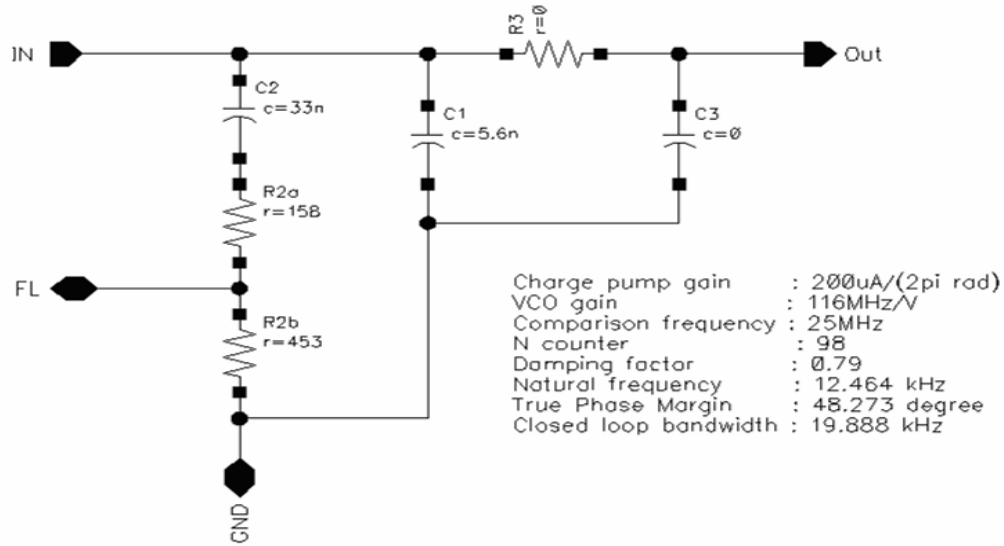 IN
R3
r=0
Out
C2
c=33n
C1
c=5.6n
C3
c=0
R2a
r=158
FL
R2b
r=453
GND
Charge pump gain : 200uA/(2pi rad)
VCO gain : 116MHz/V
Comparison frequency : 25MHz
N counter : 98
Damping factor : 0.79
Natural frequency : 12.464 kHz
True Phase Margin : 48.273 degree
Closed loop bandwidth : 19.888 kHz